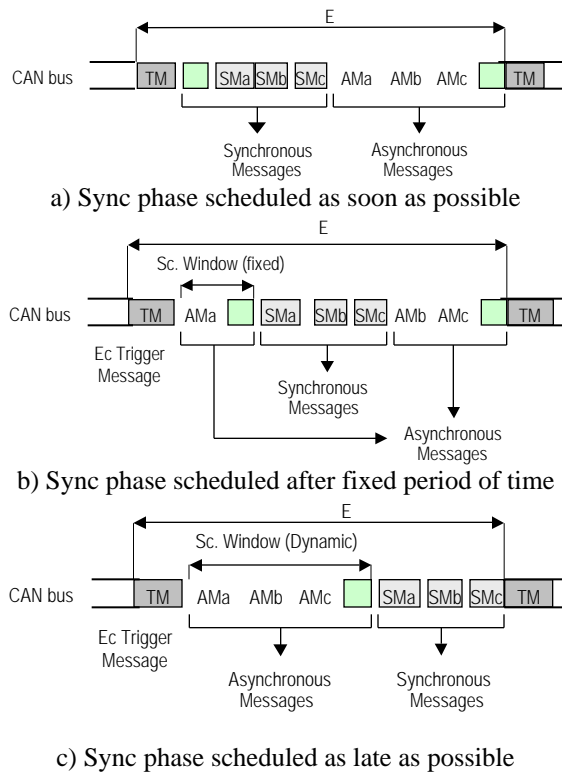 E
CAN bus
TM SMa SMb SMc AMa AMb AMc TM
Synchronous Messages
Asynchronous Messages
a) Sync phase scheduled as soon as possible
E
Sc. Window (fixed)
CAN bus
TM AMa SMa SMb SMc AMb AMc TM
Ec Trigger Message
Synchronous Messages
Asynchronous Messages
b) Sync phase scheduled after fixed period of time
E
Sc. Window (Dynamic)
CAN bus
TM AMa AMb AMc SMa SMb SMc TM
Ec Trigger Message
Asynchronous Messages
Synchronous Messages
c) Sync phase scheduled as late as possible